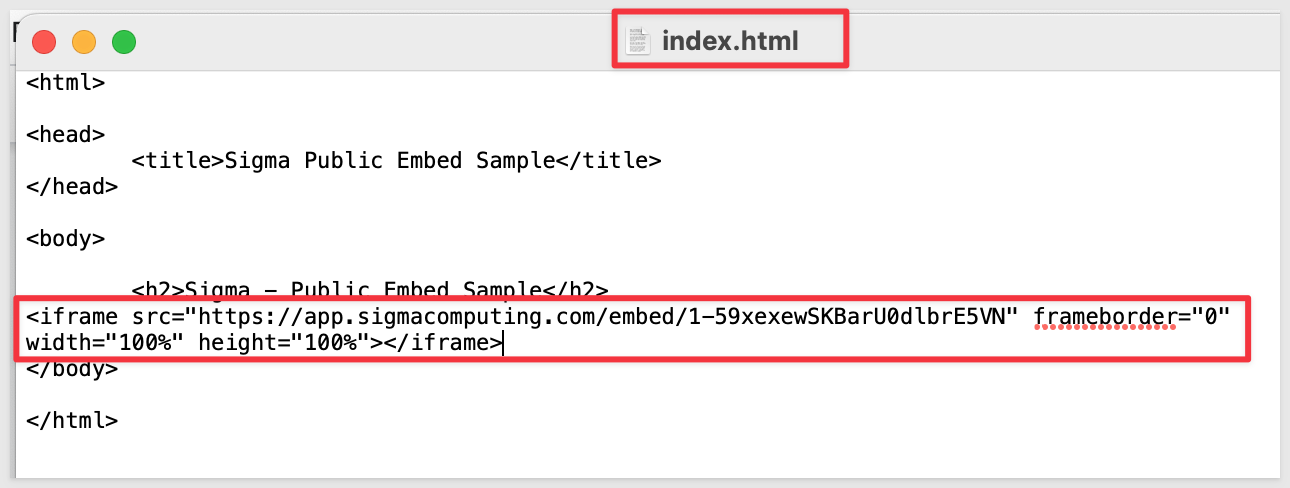 index.html
<html>
<head>
<title>Sigma Public Embed Sample</title>
</head>
<body>
<h2>Sigma - Public Embed Sample</h2>
<iframe src="https://app.sigmacomputing.com/embed/1-59xexewSKBarU0dlbrE5VN" frameborder="0"
width="100%" height="100%"></iframe>
</body>
</html>